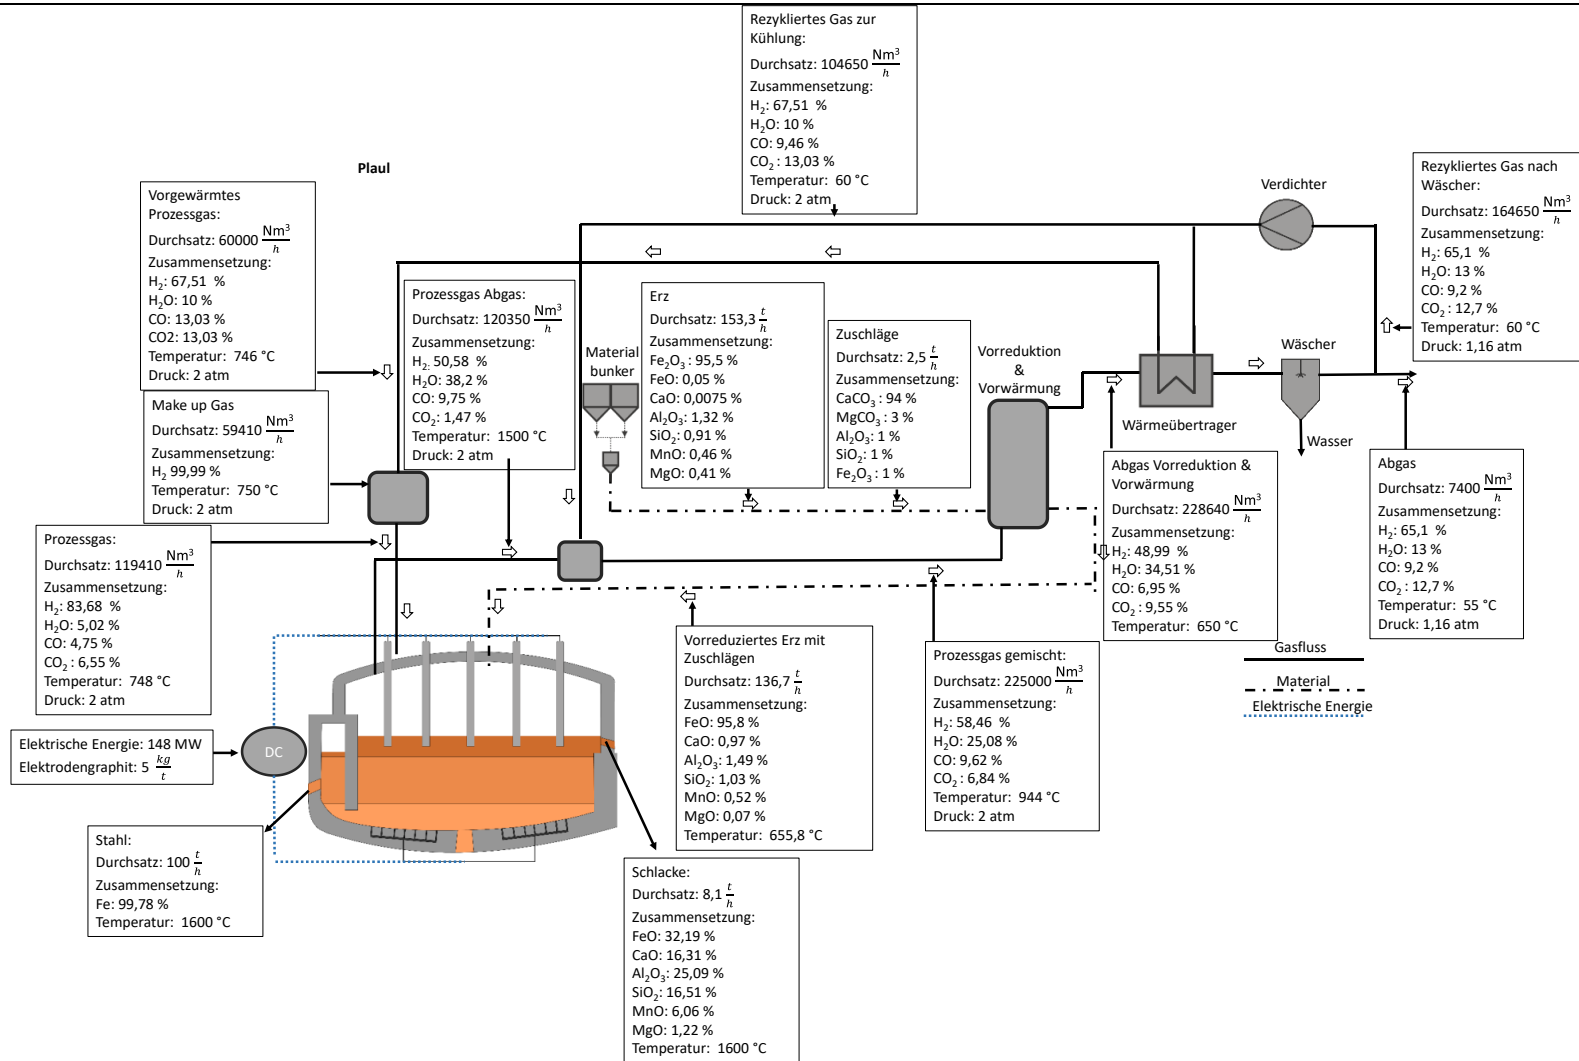 Rezykliertes Gas zur
Kühlung:
Durchsatz: 104650 Nm³/h
Zusammensetzung:
H₂: 67,51 %
H₂O: 10 %
CO: 9,46 %
CO₂ : 13,03 %
Temperatur: 60 °C
Druck: 2 atm
Plaul
Verdichter
Rezykliertes Gas nach
Wäscher:
Durchsatz: 164650 Nm³/h
Zusammensetzung:
H₂: 65,1 %
H₂O: 13 %
CO: 9,2 %
CO₂ : 12,7 %
Temperatur: 60 °C
Druck: 1,16 atm
Vorgewärmtes
Prozessgas:
Durchsatz: 60000 Nm³/h
Zusammensetzung:
H₂: 67,51 %
H₂O: 10 %
CO: 13,03 %
CO2: 13,03 %
Temperatur: 746 °C
Druck: 2 atm
Prozessgas Abgas:
Durchsatz: 120350 Nm³/h
Zusammensetzung:
H₂: 50,58 %
H₂O: 38,2 %
CO: 9,75 %
CO₂: 1,47 %
Temperatur: 1500 °C
Druck: 2 atm
Material
bunker
Erz
Durchsatz: 153,3 t/h
Zusammensetzung:
Fe₂O₃ : 95,5 %
FeO: 0,05 %
CaO: 0,0075 %
Al₂O₃: 1,32 %
SiO₂: 0,91 %
MnO: 0,46 %
MgO: 0,41 %
Zuschläge
Durchsatz: 2,5 t/h
Zusammensetzung:
CaCO₃ : 94 %
MgCO₃ : 3 %
Al₂O₃: 1 %
SiO₂: 1 %
Fe₂O₃ : 1 %
Vorreduktion
&
Vorwärmung
Wärmeübertrager
Wäscher
Wasser
Make up Gas
Durchsatz: 59410 Nm³/h
Zusammensetzung:
H₂ 99,99 %
Temperatur: 750 °C
Druck: 2 atm
Abgas Vorreduktion &
Vorwärmung
Durchsatz: 228640 Nm³/h
Zusammensetzung:
H₂: 48,99 %
H₂O: 34,51 %
CO: 6,95 %
CO₂ : 9,55 %
Temperatur: 650 °C
Abgas
Durchsatz: 7400 Nm³/h
Zusammensetzung:
H₂: 65,1 %
H₂O: 13 %
CO: 9,2 %
CO₂ : 12,7 %
Temperatur: 55 °C
Druck: 1,16 atm
Prozessgas:
Durchsatz: 119410 Nm³/h
Zusammensetzung:
H₂: 83,68 %
H₂O: 5,02 %
CO: 4,75 %
CO₂ : 6,55 %
Temperatur: 748 °C
Druck: 2 atm
Vorreduziertes Erz mit
Zuschlägen
Durchsatz: 136,7 t/h
Zusammensetzung:
FeO: 95,8 %
CaO: 0,97 %
Al₂O₃: 1,49 %
SiO₂: 1,03 %
MnO: 0,52 %
MgO: 0,07 %
Temperatur: 655,8 °C
Prozessgas gemischt:
Durchsatz: 225000 Nm³/h
Zusammensetzung:
H₂: 58,46 %
H₂O: 25,08 %
CO: 9,62 %
CO₂ : 6,84 %
Temperatur: 944 °C
Druck: 2 atm
Gasfluss
Material
Elektrische Energie
Elektrische Energie: 148 MW
Elektrodengraphit: 5 kg/t
DC
Stahl:
Durchsatz: 100 t/h
Zusammensetzung:
Fe: 99,78 %
Temperatur: 1600 °C
Schlacke:
Durchsatz: 8,1 t/h
Zusammensetzung:
FeO: 32,19 %
CaO: 16,31 %
Al₂O₃: 25,09 %
SiO₂: 16,51 %
MnO: 6,06 %
MgO: 1,22 %
Temperatur: 1600 °C